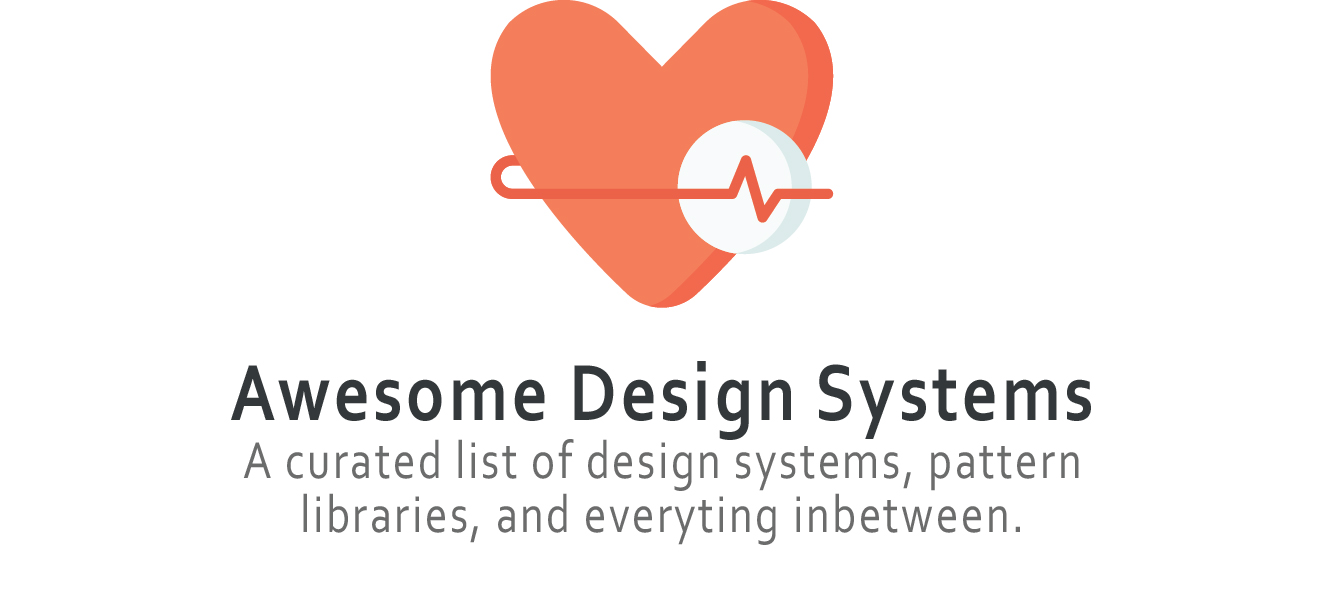 Awesome Design Systems
A curated list of design systems, pattern
libraries, and everyting inbetween.